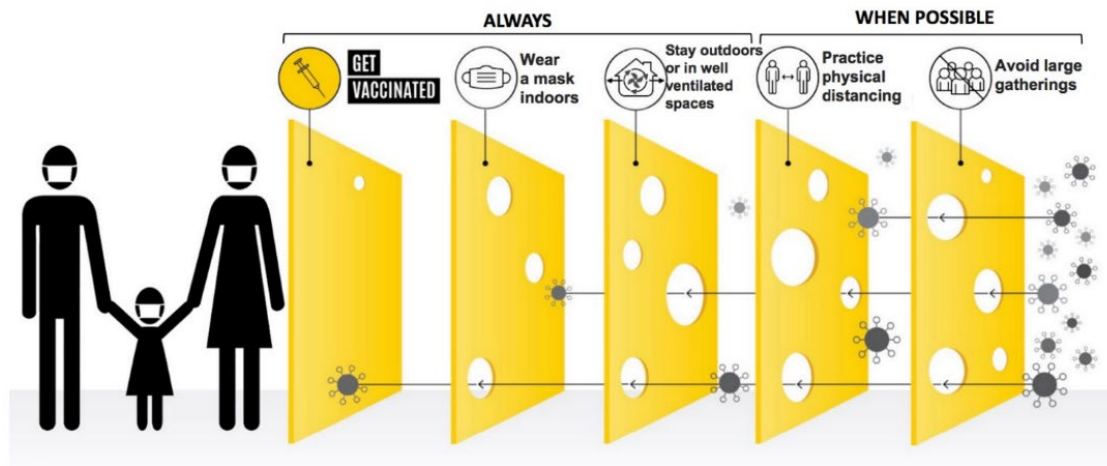 ALWAYS
WHEN POSSIBLE
GET
VACCINATED
Wear
a mask
indoors
Stay outdoors
or in well
ventilated
spaces
Practice
physical
distancing
Avoid large
gatherings